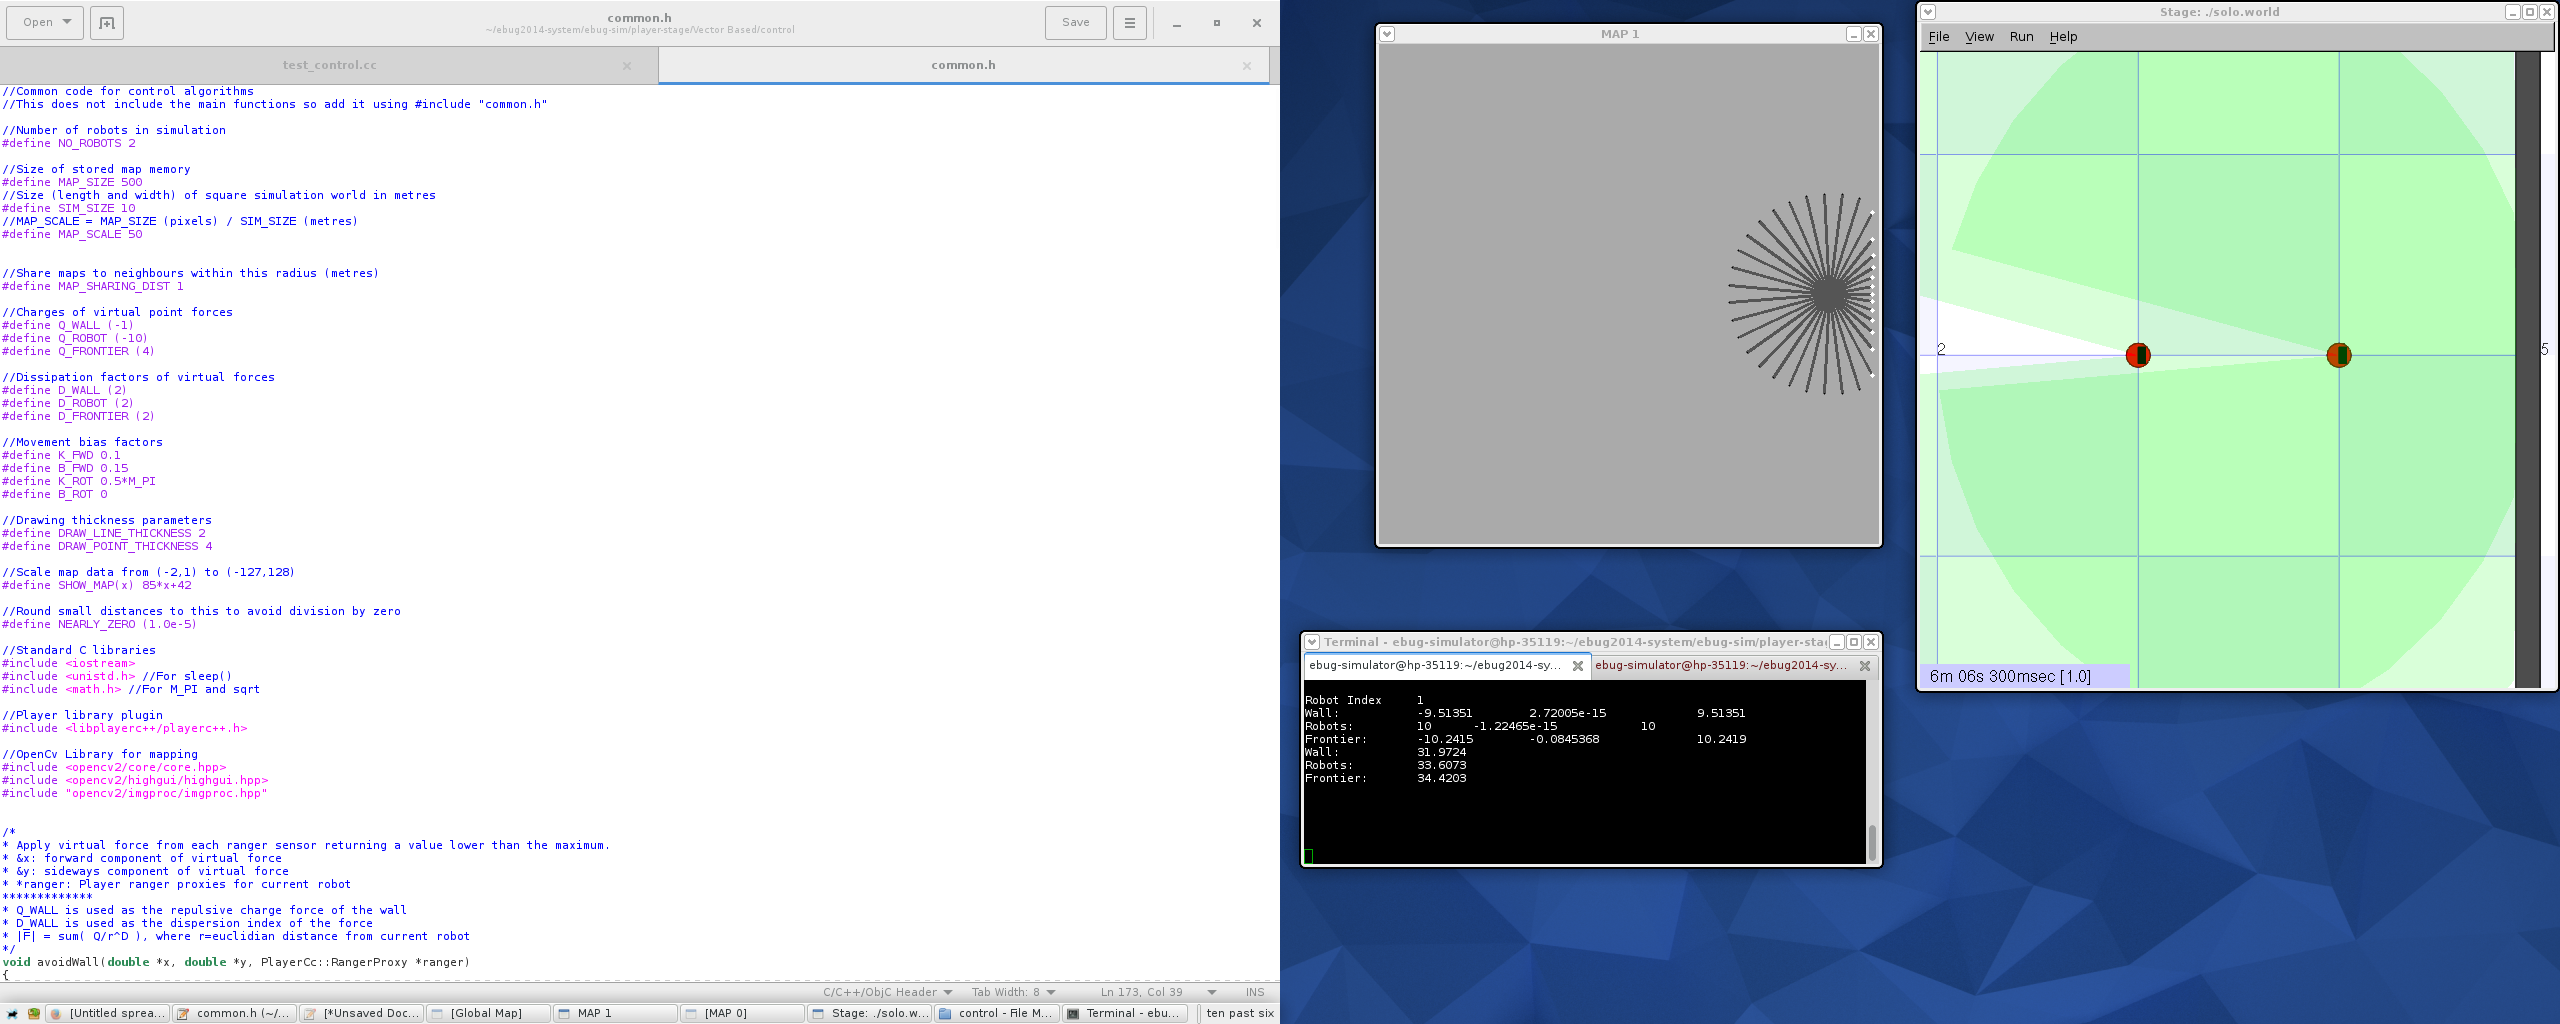 Open
common.h
~/ebug2014-system/ebug-sim/player-stage/Vector Based/control
Save
test_control.cc
common.h
//Common code for control algorithms
//This does not include the main functions so add it using #include "common.h"
//Number of robots in simulation
#define NO_ROBOTS 2
//Size of stored map memory
#define MAP_SIZE 500
//Size (length and width) of square simulation world in metres
#define SIM_SIZE 10
//MAP_SCALE = MAP_SIZE (pixels) / SIM_SIZE (metres)
#define MAP_SCALE 50
//Share maps to neighbours within this radius (metres)
#define MAP_SHARING_DIST 1
//Charges of virtual point forces
#define Q_WALL (-1)
#define Q_ROBOT (-10)
#define Q_FRONTIER (4)
//Dissipation factors of virtual forces
#define D_WALL (2)
#define D_ROBOT (2)
#define D_FRONTIER (2)
//Movement bias factors
#define K_FWD 0.1
#define B_FWD 0.15
#define K_ROT 0.5*M_PI
#define B_ROT 0
//Drawing thickness parameters
#define DRAW_LINE_THICKNESS 2
#define DRAW_POINT_THICKNESS 4
//Scale map data from (-2,1) to (-127,128)
#define SHOW_MAP(x) 85*x+42
//Round small distances to this to avoid division by zero
#define NEARLY_ZERO (1.0e-5)
//Standard C libraries
#include <iostream>
#include <unistd.h> //For sleep()
#include <math.h> //For M_PI and sqrt
//Player library plugin
#include <libplayerc++/playerc++.h>
//OpenCv Library for mapping
#include <opencv2/core/core.hpp>
#include <opencv2/highgui/highgui.hpp>
#include "opencv2/imgproc/imgproc.hpp"
/*
* Apply virtual force from each ranger sensor returning a value lower than the maximum.
* &x: forward component of virtual force
* &y: sideways component of virtual force
* *ranger: Player ranger proxies for current robot
*************
* Q_WALL is used as the repulsive charge force of the wall
* D_WALL is used as the dispersion index of the force
* |F| = sum( Q/r^D ), where r=euclidian distance from current robot
*/
void avoidWall(double *x, double *y, PlayerCc::RangerProxy *ranger)
{
C/C++/ObjC Header Tab Width: 8 Ln 173, Col 39 INS
MAP 1
Stage: ./solo.world
File View Run Help
2
5
6m 06s 300msec [1.0]
Terminal - ebug-simulator@hp-35119:~/ebug2014-system/ebug-sim/player-sta
ebug-simulator@hp-35119:~/ebug2014-sy...
ebug-simulator@hp-35119:~/ebug2014-sy...
Robot Index 1
Wall: -9.51351 2.72005e-15 9.51351
Robots: 10 -1.22465e-15 10
Frontier: -10.2415 -0.0845368 10.2419
Wall: 31.9724
Robots: 33.6073
Frontier: 34.4203
[Untitled sprea...
common.h (~/...
[*Unsaved Doc...
[Global Map]
MAP 1
[MAP 0]
Stage: ./solo.w...
control - File M...
Terminal - ebu...
ten past six